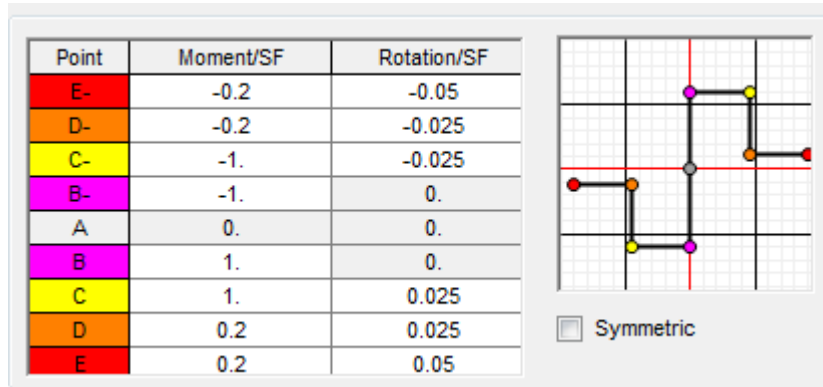 Point Moment/SF Rotation/SF
E- -0.2 -0.05
D- -0.2 -0.025
C- -1. -0.025
B- -1. 0.
A 0. 0.
B 1. 0.
C 1. 0.025
D 0.2 0.025
E 0.2 0.05
Symmetric